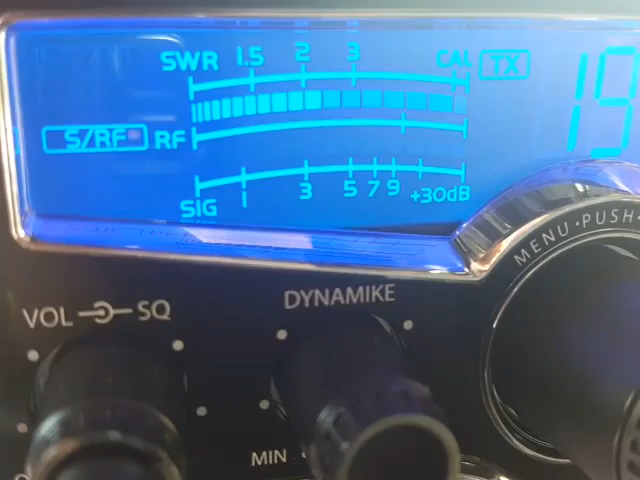 SWR 1.5 2 3 CAL TX 19
S/RF RF
SIG 1 3 5 7 9 +30dB
MENU·PUSH·
VOL SQ
DYNAMIKE
MIN